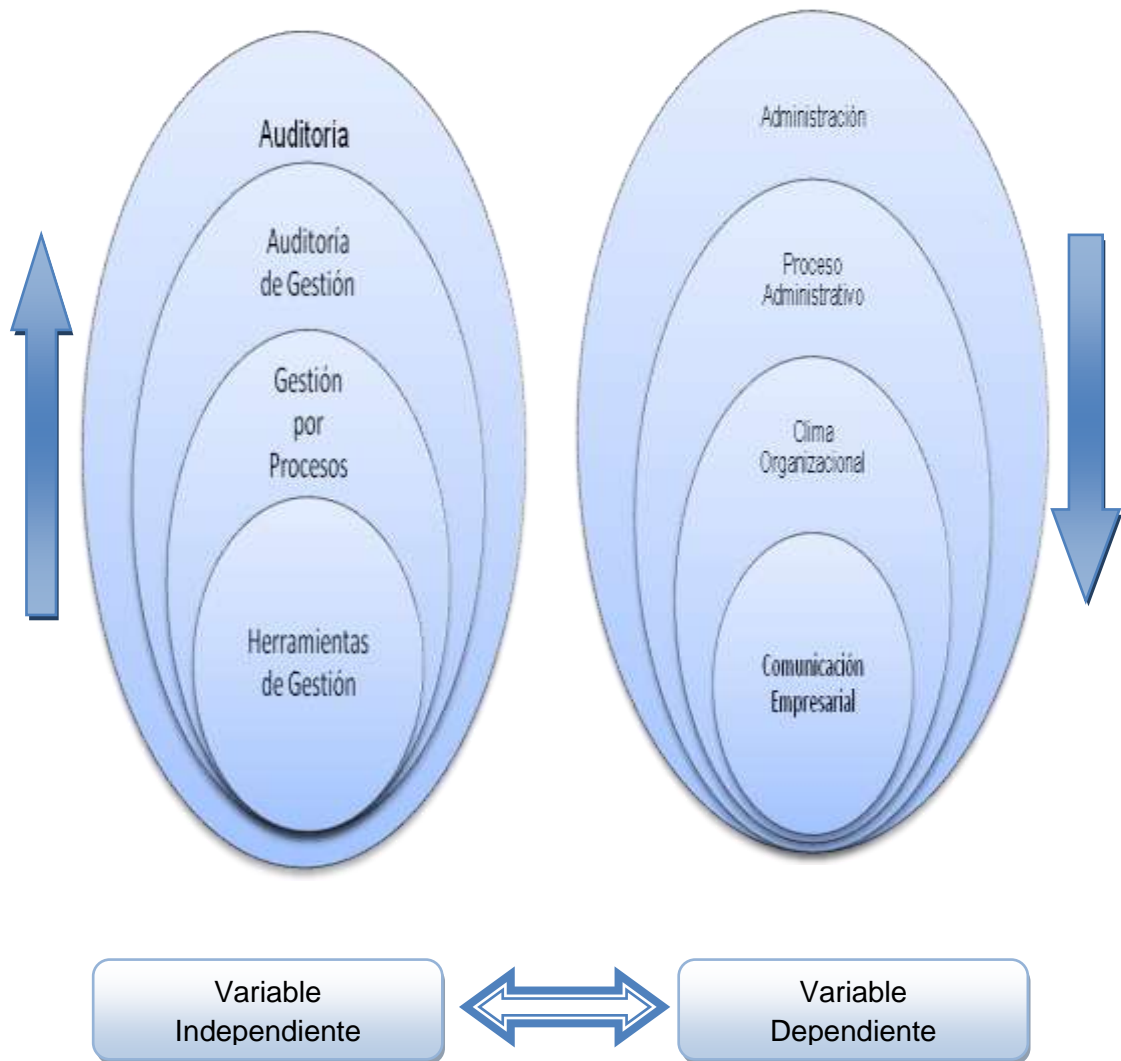 Auditoría
Auditoría
de Gestión
Gestión
por
Procesos
Herramientas
de Gestión
Administración
Proceso
Administrativo
Clima
Organizacional
Comunicación
Empresarial
Variable
Independiente
Variable
Dependiente